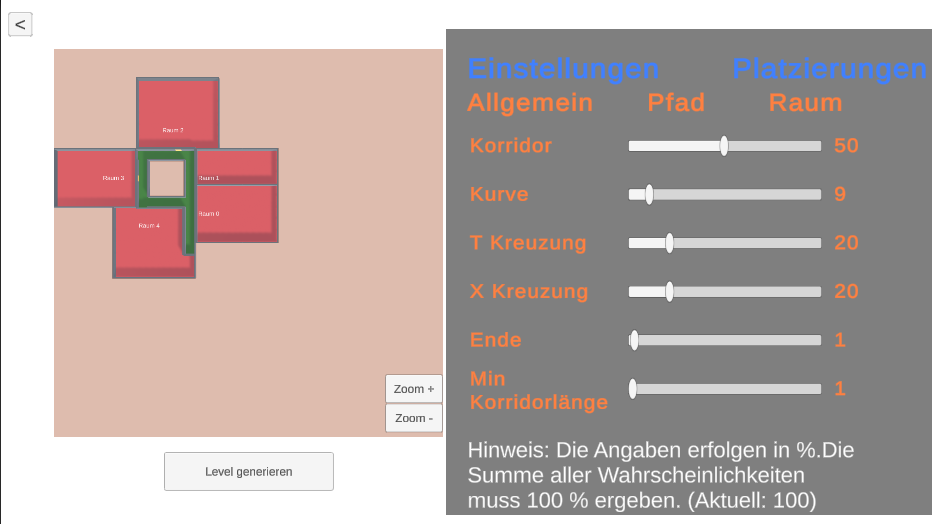 <
Einstellungen Platzierungen
Allgemein Pfad Raum
Raum 2
Raum 3
Raum 1
Raum 0
Raum 4
Korridor 50
Kurve 9
T Kreuzung 20
X Kreuzung 20
Ende 1
Min
Korridorlänge 1
Zoom +
Zoom -
Level generieren
Hinweis: Die Angaben erfolgen in %.Die
Summe aller Wahrscheinlichkeiten
muss 100 % ergeben. (Aktuell: 100)